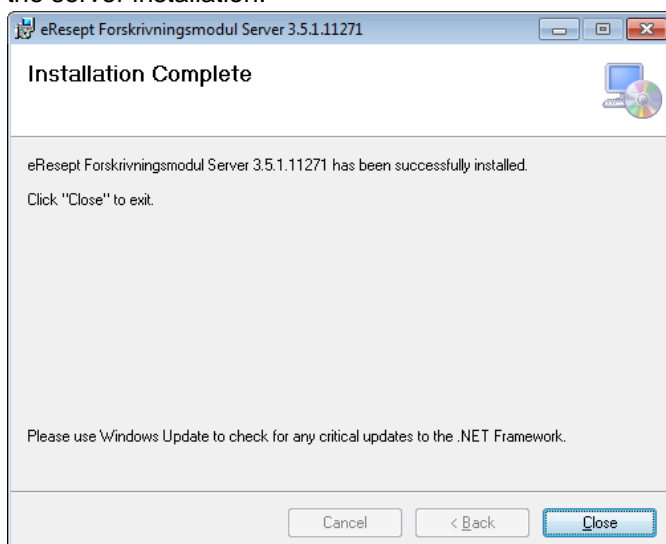 the server installation.
eResept Forskrivningsmodul Server 3.5.1.11271
Installation Complete
eResept Forskrivningsmodul Server 3.5.1.11271 has been successfully installed.
Click "Close" to exit.
Please use Windows Update to check for any critical updates to the .NET Framework.
Cancel
< Back
Close